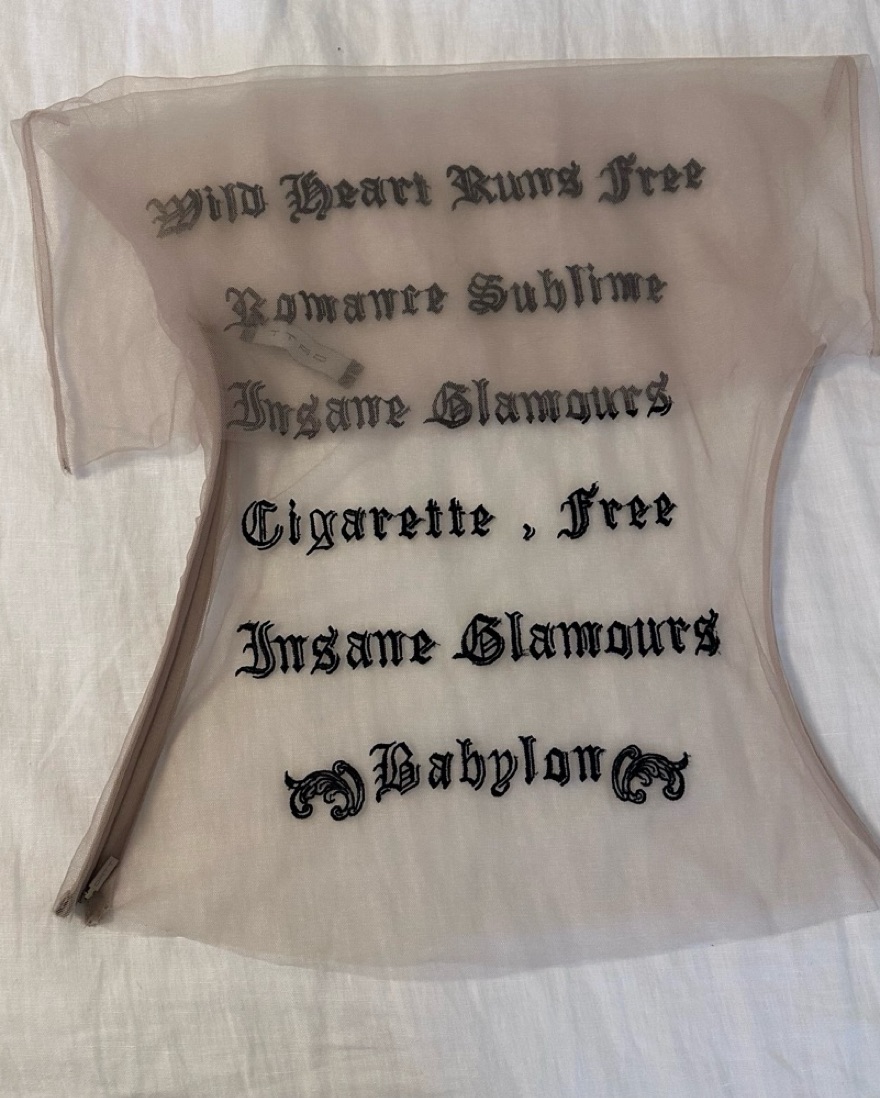 Wild Heart Runs Free
Romance Sublime
Insane Glamours
Cigarette , Free
Insane Glamours
Babylon